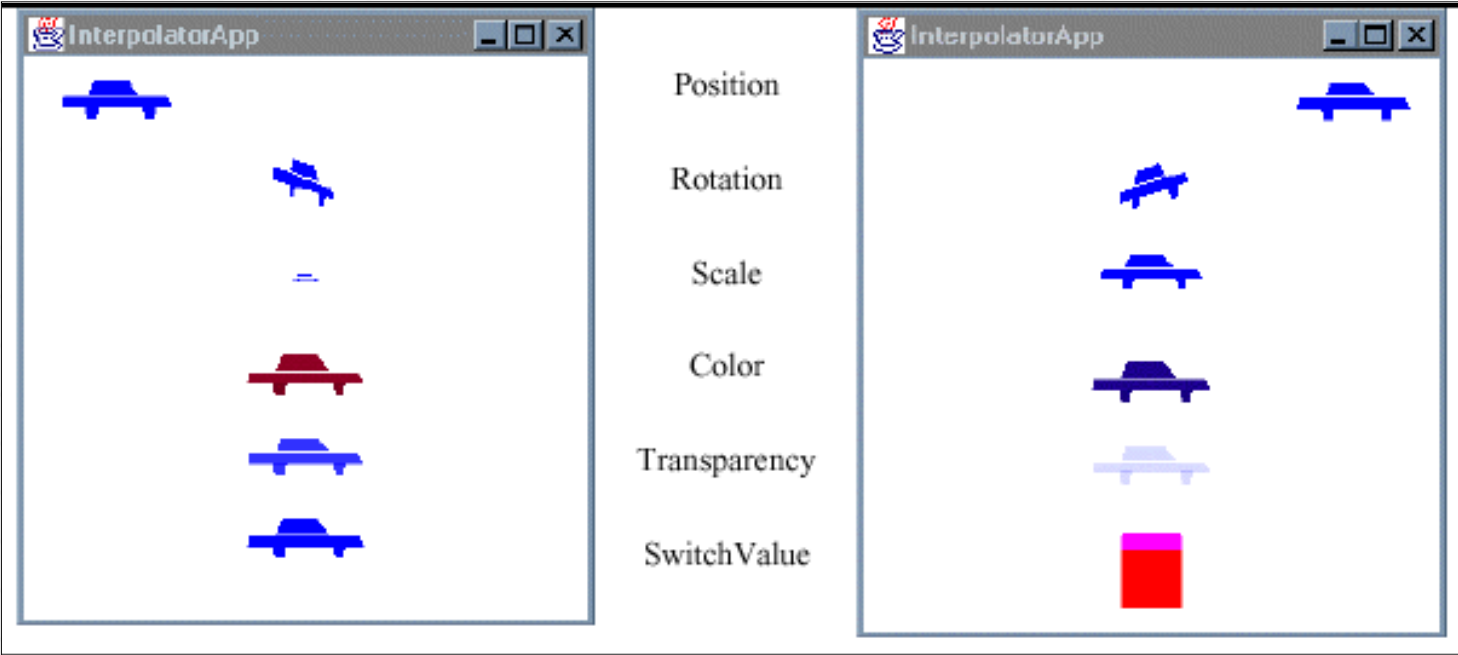 InterpolatorApp
InterpolatorApp
Position
Rotation
Scale
Color
Transparency
SwitchValue